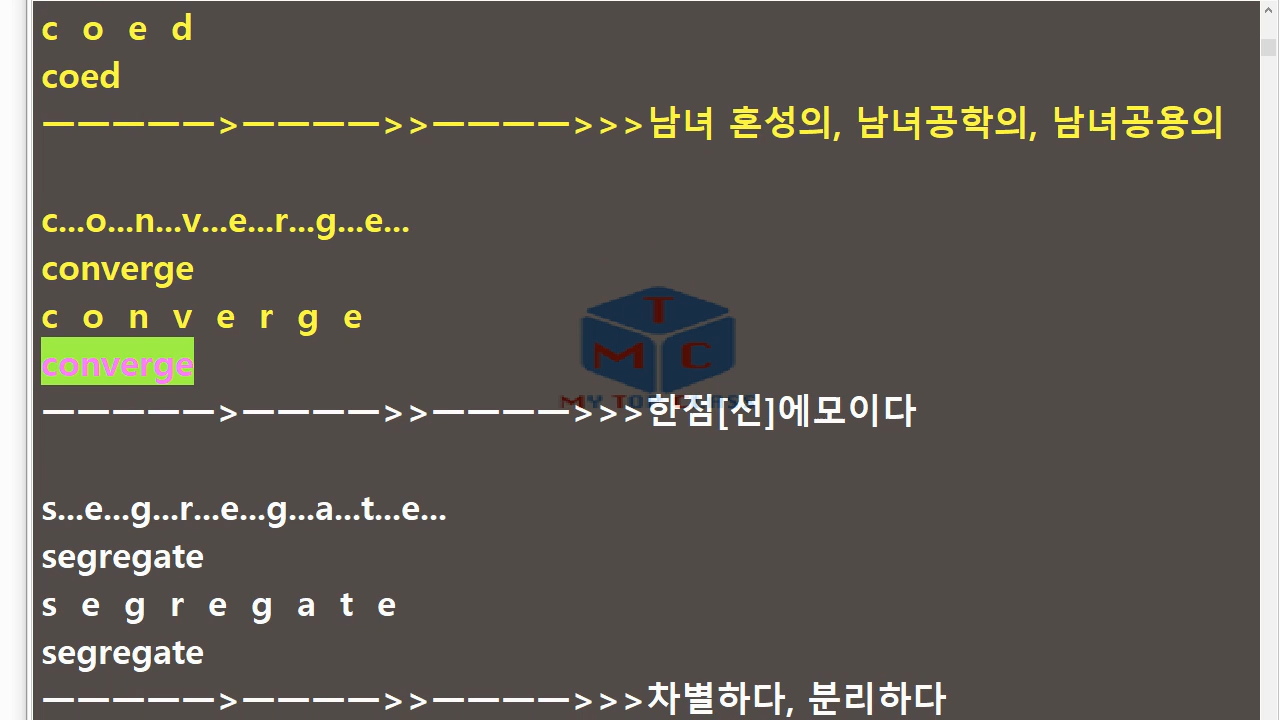 c o e d
coed
—————>————>>————>>>남녀 혼성의, 남녀공학의, 남녀공용의
c...o...n...v...e...r...g...e...
converge
c o n v e r g e
converge
—————>————>>————>>>한점[선]에모이다
T
M C
s...e...g...r...e...g...a...t...e...
segregate
s e g r e g a t e
segregate
—————>————>>————>>>차별하다, 분리하다